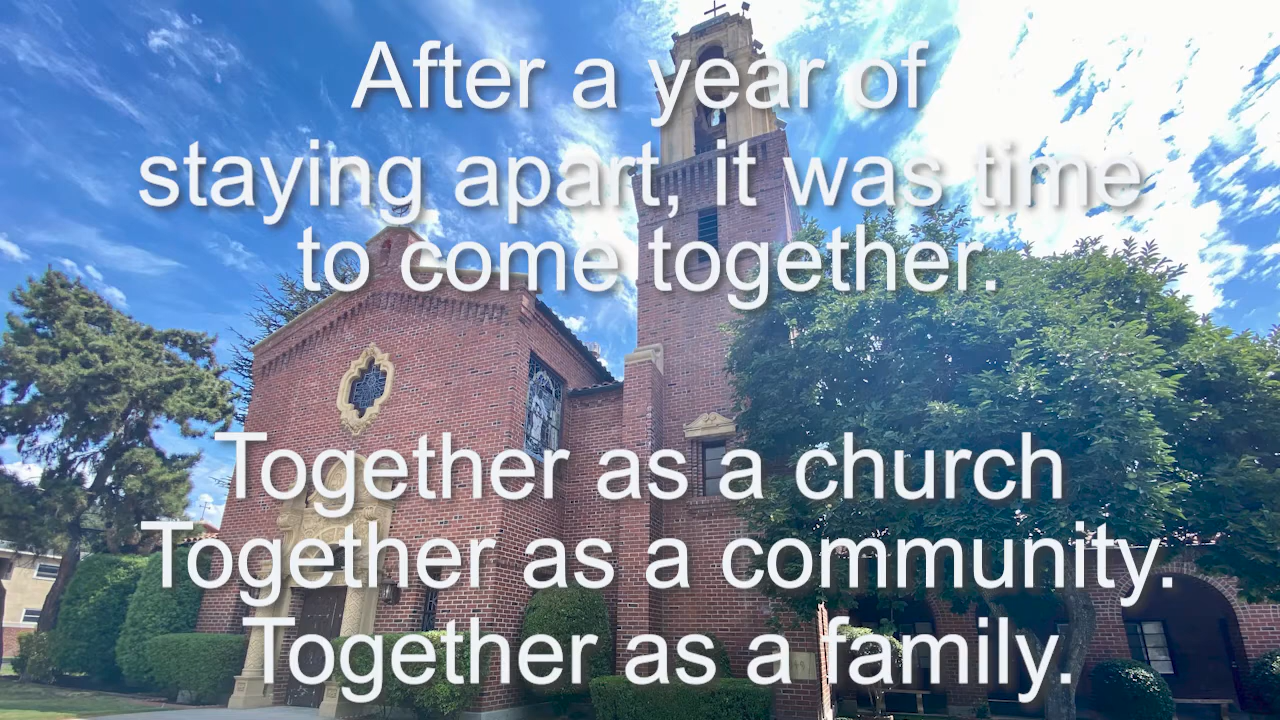 After a year of
staying apart, it was time
to come together.
Together as a church
Together as a community.
Together as a family.